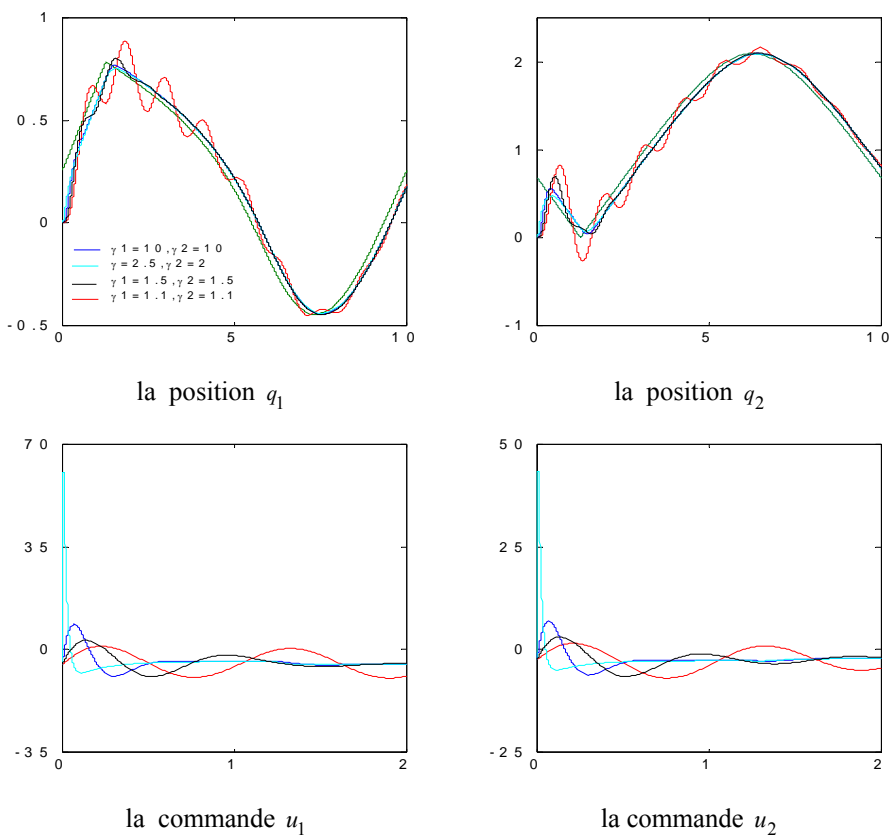 1
2
0.5
1
0
0
γ1=10,γ2=10
γ=2.5,γ2=2
γ1=1.5,γ2=1.5
γ1=1.1,γ2=1.1
-0.5
-1
0 5 10
0 5 10
la position q1
la position q2
70
50
35
25
0
0
-35
-25
0 1 2
0 1 2
la commande u1
la commande u2